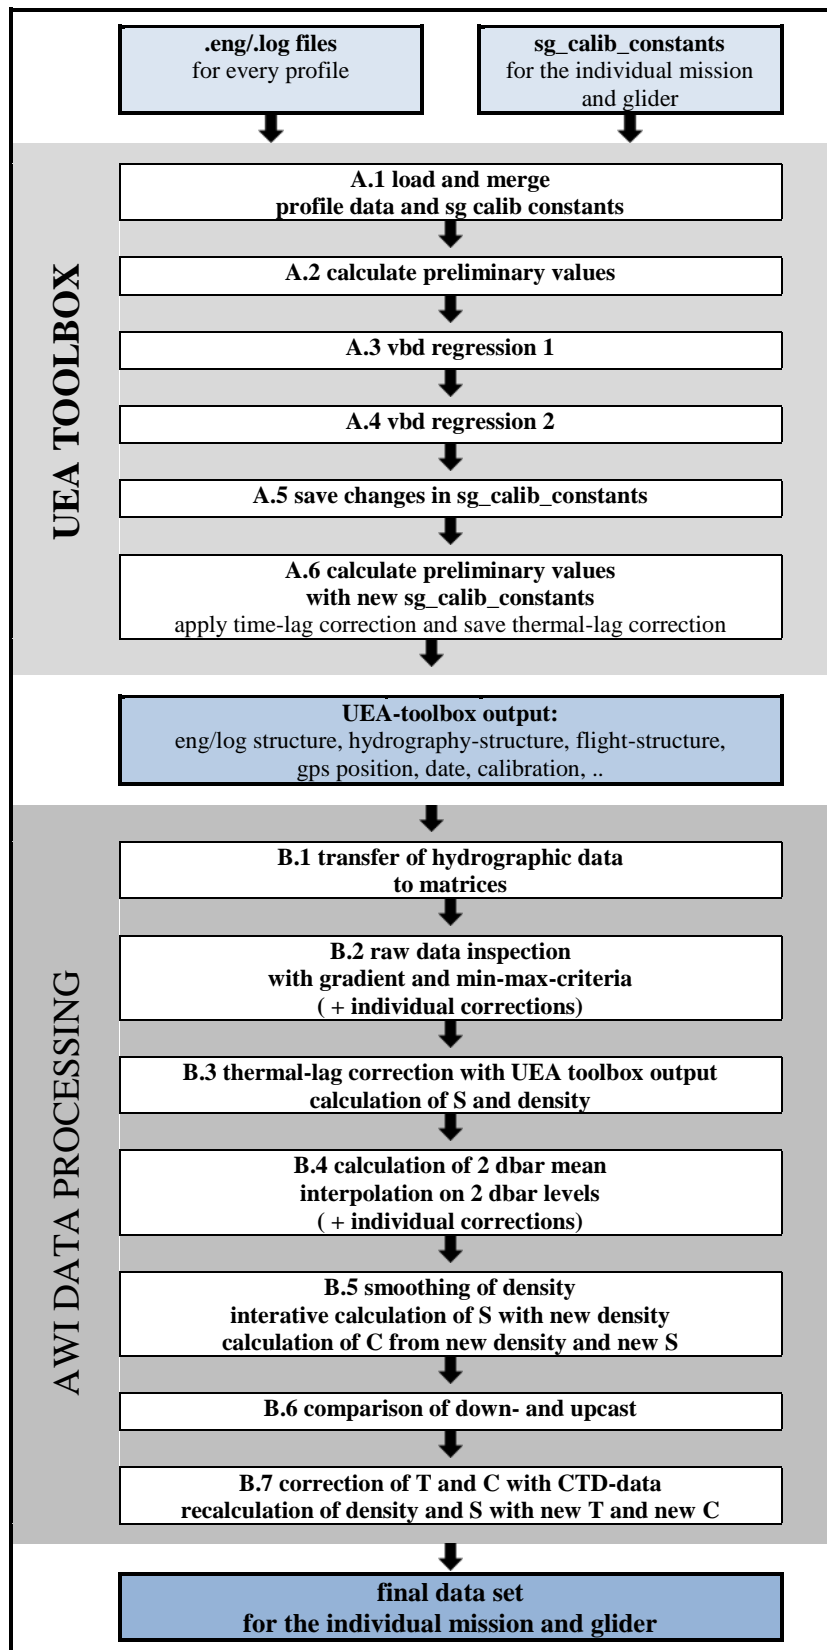 .eng/.log files
for every profile
sg_calib_constants
for the individual mission
and glider
UEA TOOLBOX
A.1 load and merge
profile data and sg calib constants
A.2 calculate preliminary values
A.3 vbd regression 1
A.4 vbd regression 2
A.5 save changes in sg_calib_constants
A.6 calculate preliminary values
with new sg_calib_constants
apply time-lag correction and save thermal-lag correction
UEA-toolbox output:
eng/log structure, hydrography-structure, flight-structure,
gps position, date, calibration, ..
AWI DATA PROCESSING
B.1 transfer of hydrographic data
to matrices
B.2 raw data inspection
with gradient and min-max-criteria
( + individual corrections)
B.3 thermal-lag correction with UEA toolbox output
calculation of S and density
B.4 calculation of 2 dbar mean
interpolation on 2 dbar levels
( + individual corrections)
B.5 smoothing of density
interative calculation of S with new density
calculation of C from new density and new S
B.6 comparison of down- and upcast
B.7 correction of T and C with CTD-data
recalculation of density and S with new T and new C
final data set
for the individual mission and glider